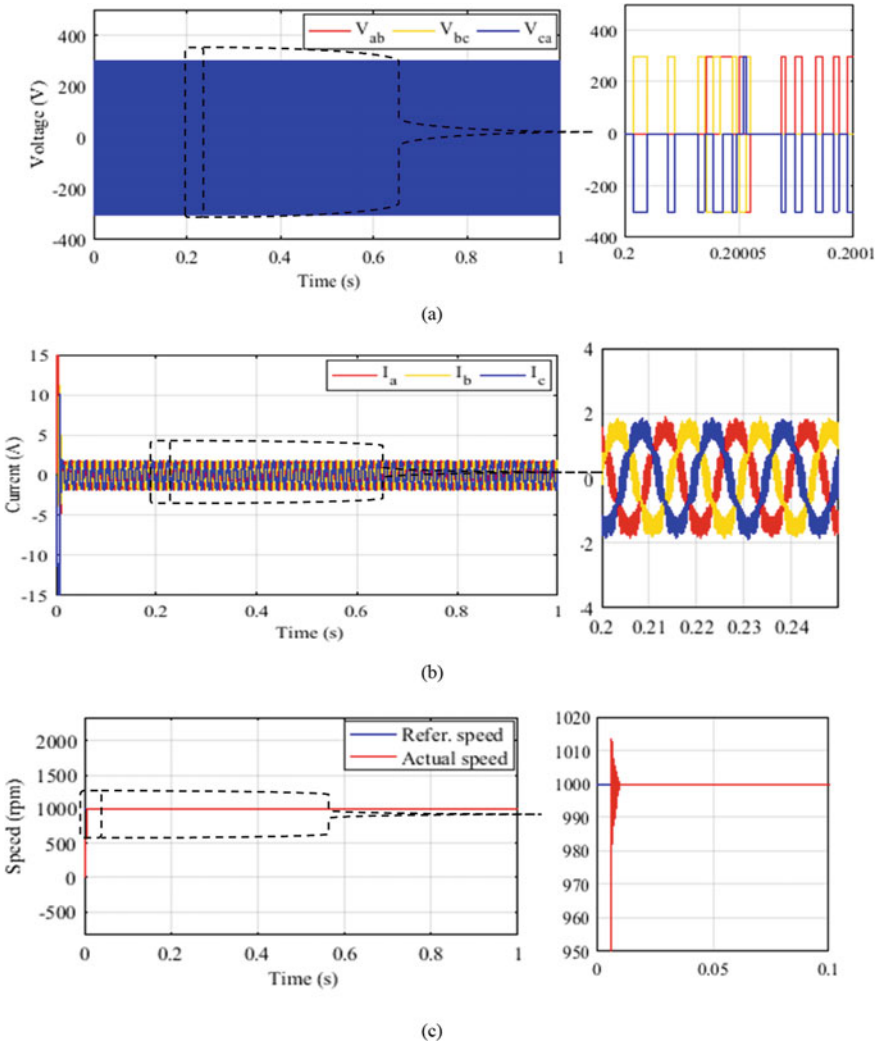 400
200
0
-200
-400
Voltage (V)
V_ab V_bc V_ca
0 0.2 0.4 0.6 0.8 1
Time (s)
400
200
0
-200
-400
0.2 0.20005 0.2001
(a)
15
10
5
0
-5
-10
-15
Current (A)
I_a I_b I_c
0 0.2 0.4 0.6 0.8 1
Time (s)
4
2
0
-2
-4
0.2 0.21 0.22 0.23 0.24
(b)
2000
1500
1000
500
0
-500
Speed (rpm)
Refer. speed
Actual speed
0 0.2 0.4 0.6 0.8 1
Time (s)
1020
1010
1000
990
980
970
960
950
0 0.05 0.1
(c)